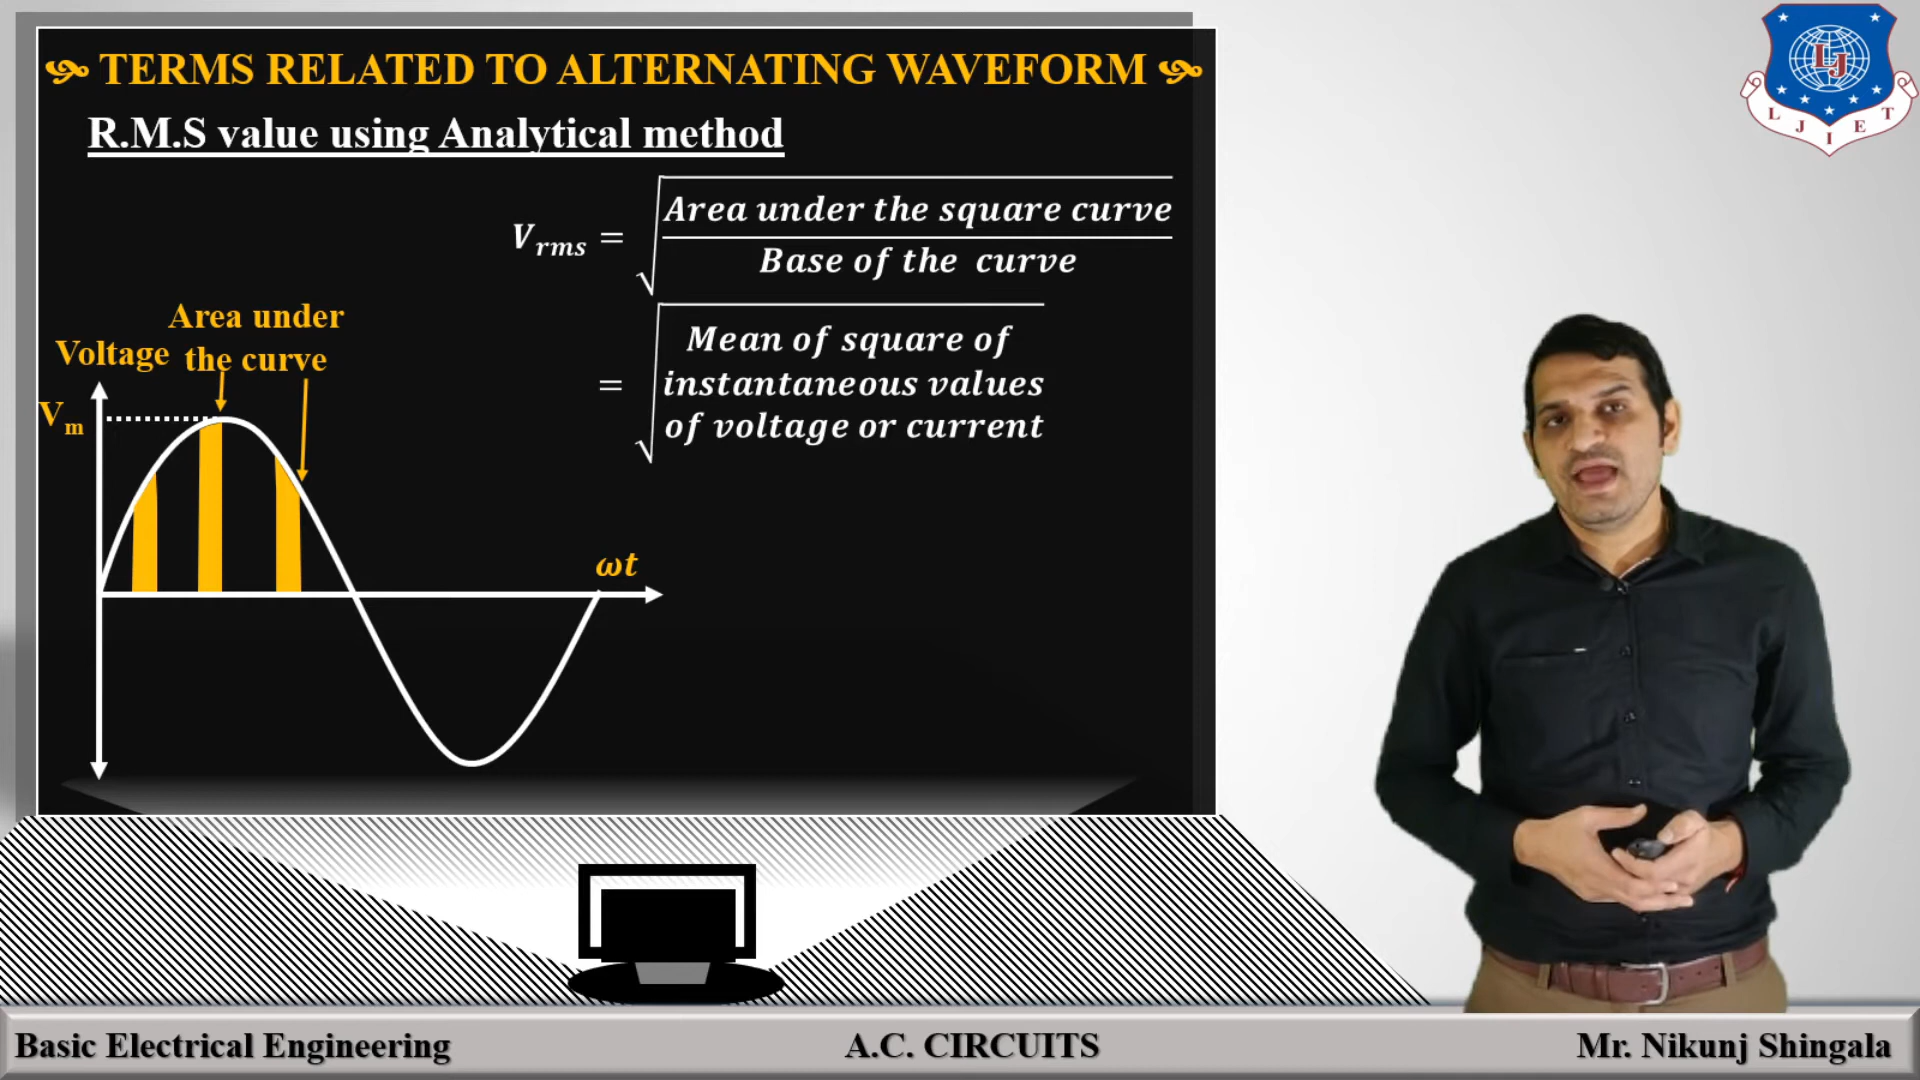 TERMS RELATED TO ALTERNATING WAVEFORM
R.M.S value using Analytical method
V_rms = √(Area under the square curve / Base of the curve)
= √(Mean of square of
instantaneous values
of voltage or current)
Area under
the curve
Voltage
V_m
ωt
LJ
L J I E T
Basic Electrical Engineering
A.C. CIRCUITS
Mr. Nikunj Shingala